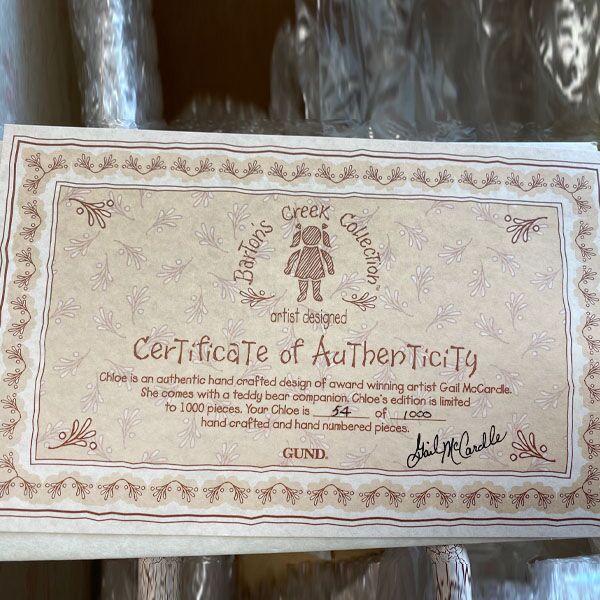 Bartons Creek Collection™
artist designed
Certificate of Authenticity
Chloe is an authentic hand crafted design of award winning artist Gail McCardle.
She comes with a teddy bear companion. Chloe's edition is limited
to 1000 pieces. Your Chloe is 54 of 1000
hand crafted and hand numbered pieces.
GUND®
Gail McCardle